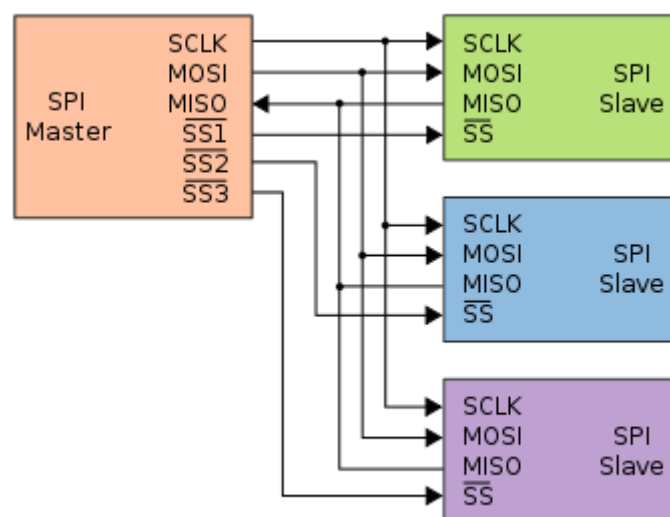 SPI
Master
SCLK
MOSI
MISO
SS1
SS2
SS3
SCLK
MOSI
MISO
SS
SPI
Slave
SCLK
MOSI
MISO
SS
SPI
Slave
SCLK
MOSI
MISO
SS
SPI
Slave